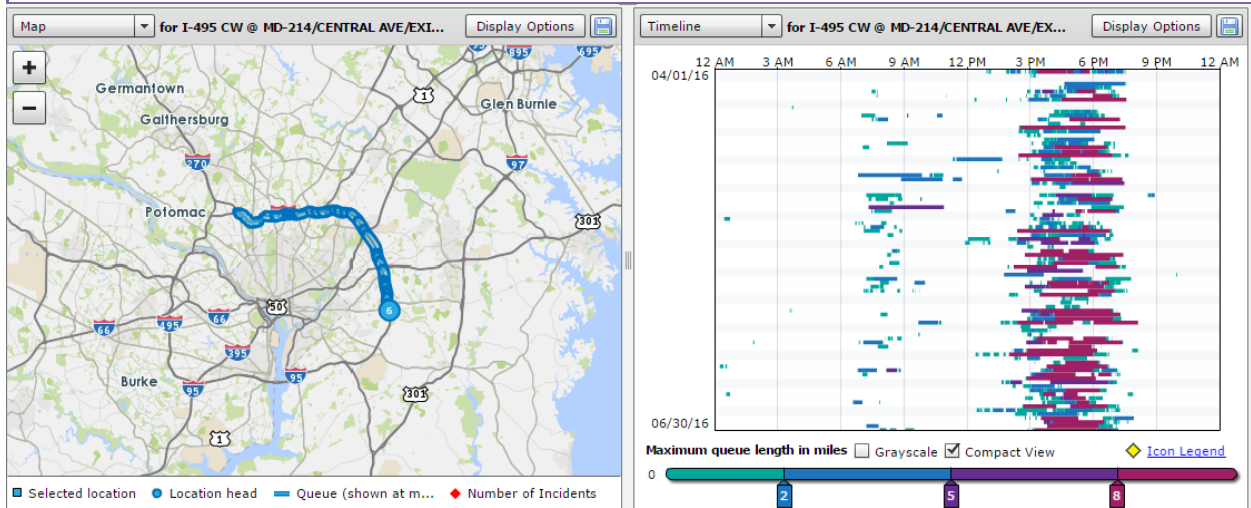 Map
for I-495 CW @ MD-214/CENTRAL AVE/EXI...
Display Options
+
−
Germantown
Gaithersburg
270
Potomac
1
895
695
Glen Burnie
97
301
50
66
495
66
395
Burke
95
95
301
1
6
Selected location
Location head
Queue (shown at m...
Number of Incidents
Timeline
for I-495 CW @ MD-214/CENTRAL AVE/EX...
Display Options
12 AM 3 AM 6 AM 9 AM 12 PM 3 PM 6 PM 9 PM 12 AM
04/01/16
06/30/16
Maximum queue length in miles Grayscale Compact View Icon Legend
0
2 5 8